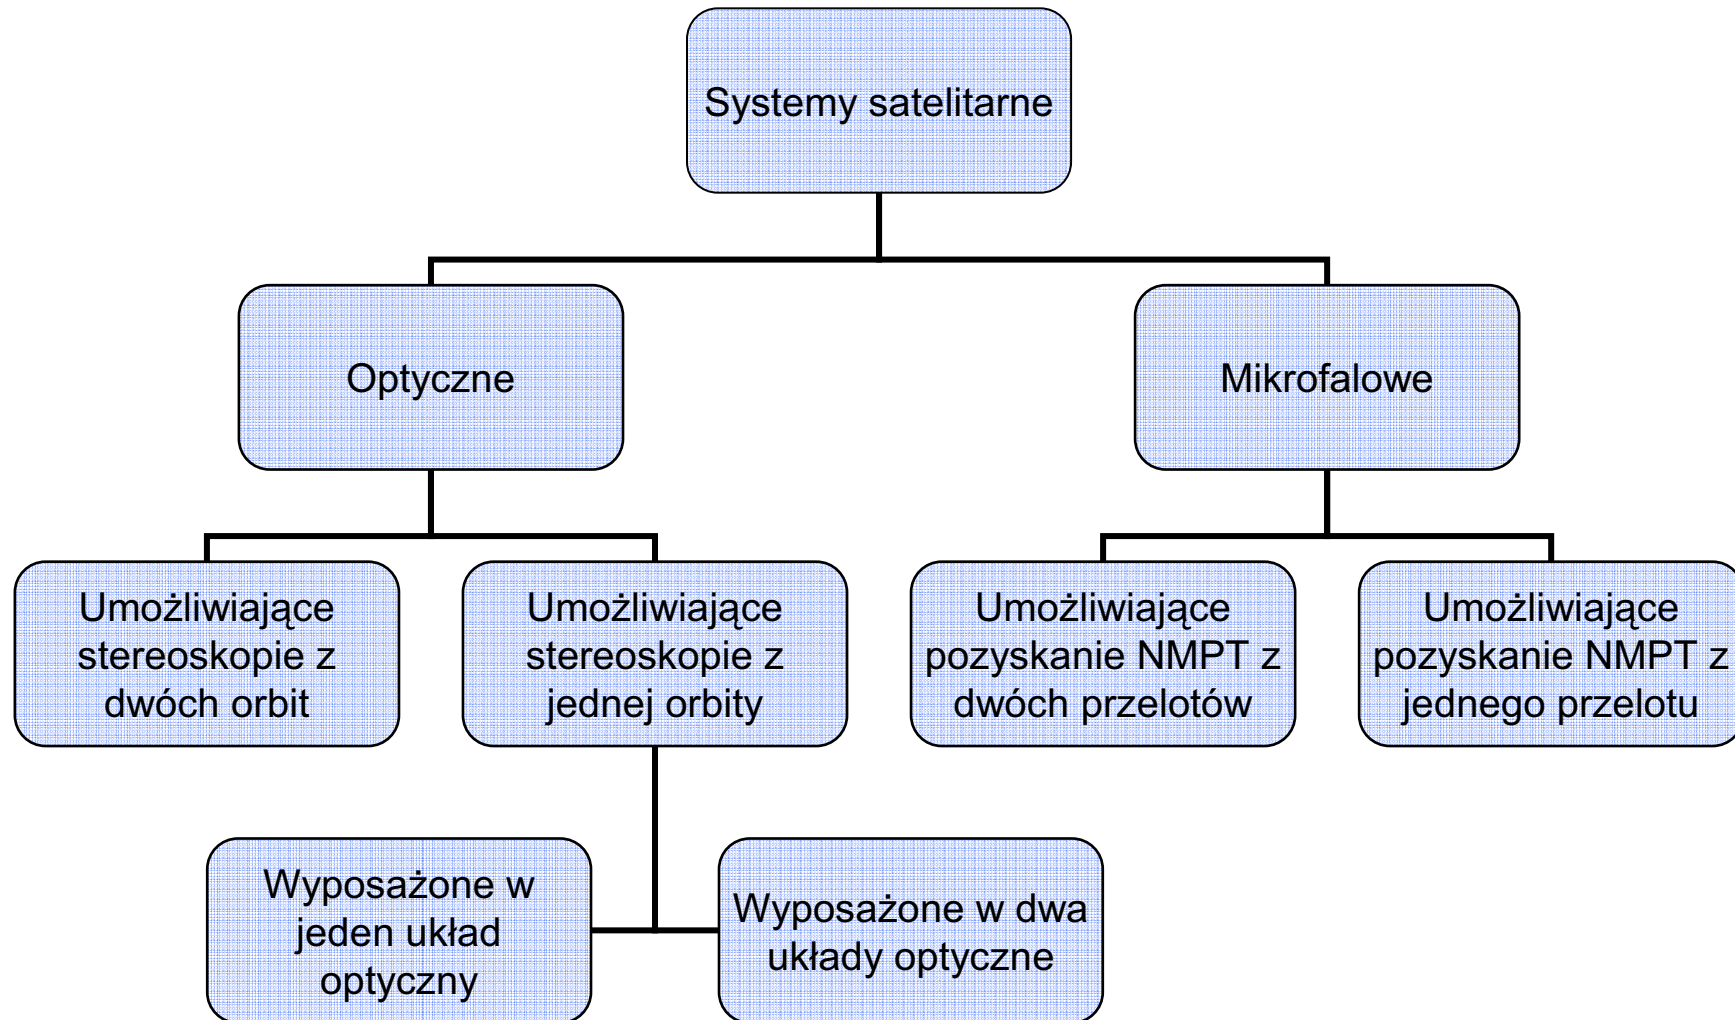 Systemy satelitarne
Optyczne
Mikrofalowe
Umożliwiające
stereoskopie z
dwóch orbit
Umożliwiające
stereoskopie z
jednej orbity
Umożliwiające
pozyskanie NMPT z
dwóch przelotów
Umożliwiające
pozyskanie NMPT z
jednego przelotu
Wyposażone w
jeden układ
optyczny
Wyposażone w dwa
układy optyczne